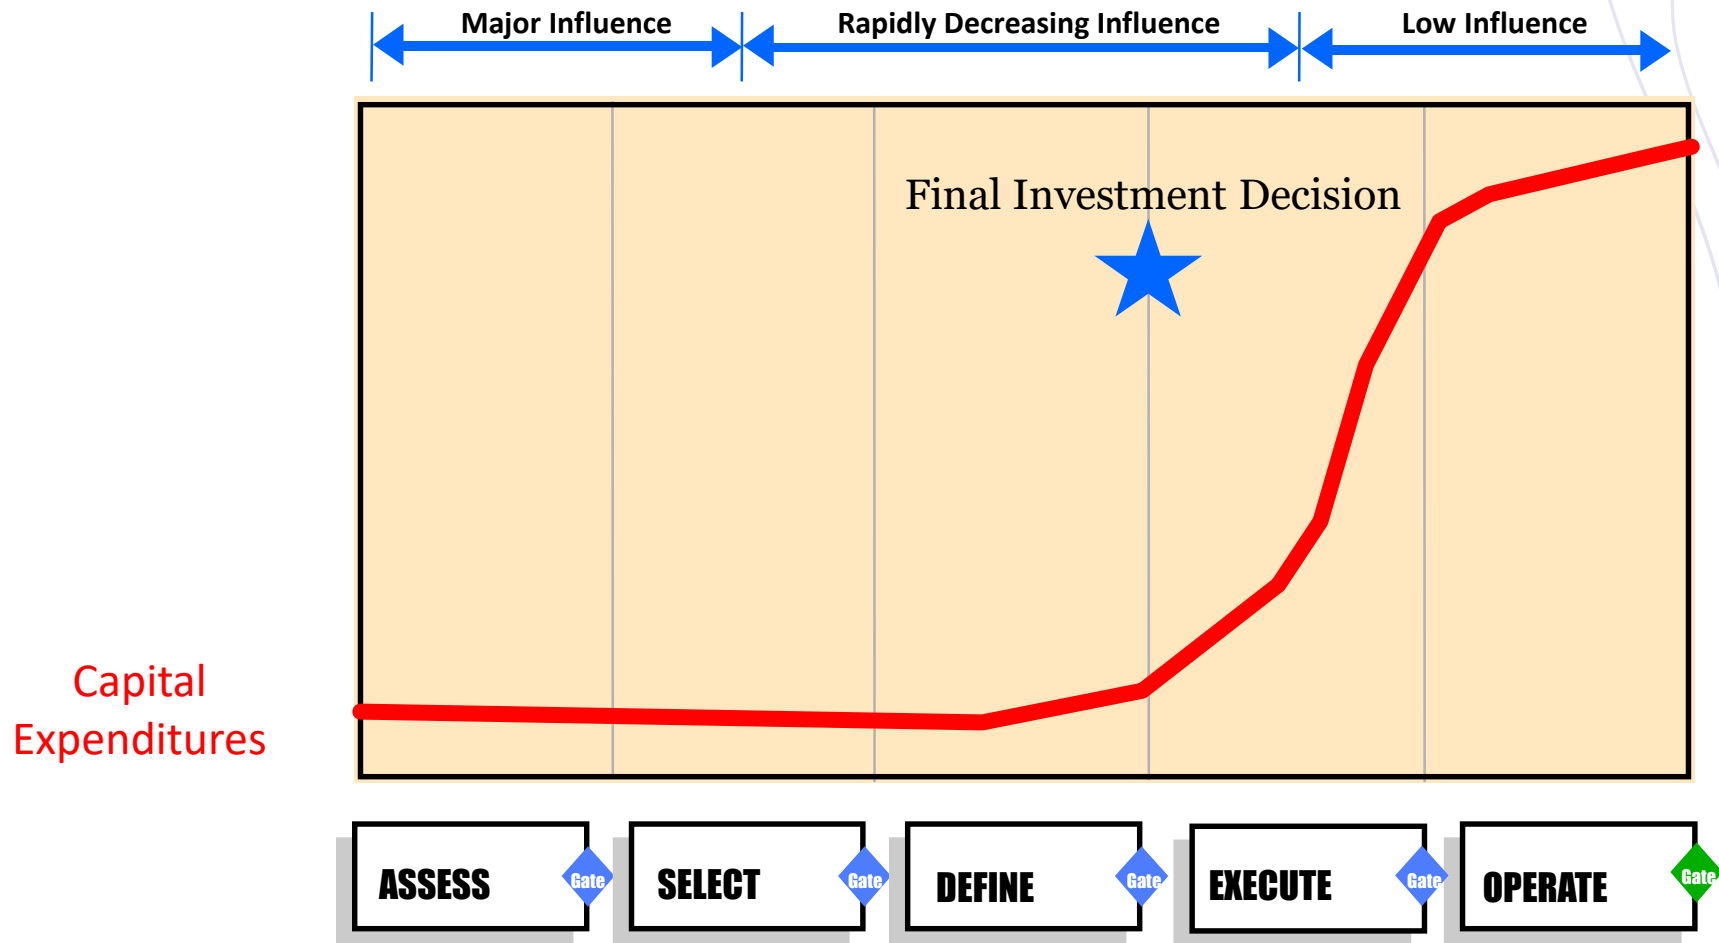 Major Influence
Rapidly Decreasing Influence
Low Influence
Final Investment Decision
Capital
Expenditures
ASSESS
Gate
SELECT
Gate
DEFINE
Gate
EXECUTE
Gate
OPERATE
Gate